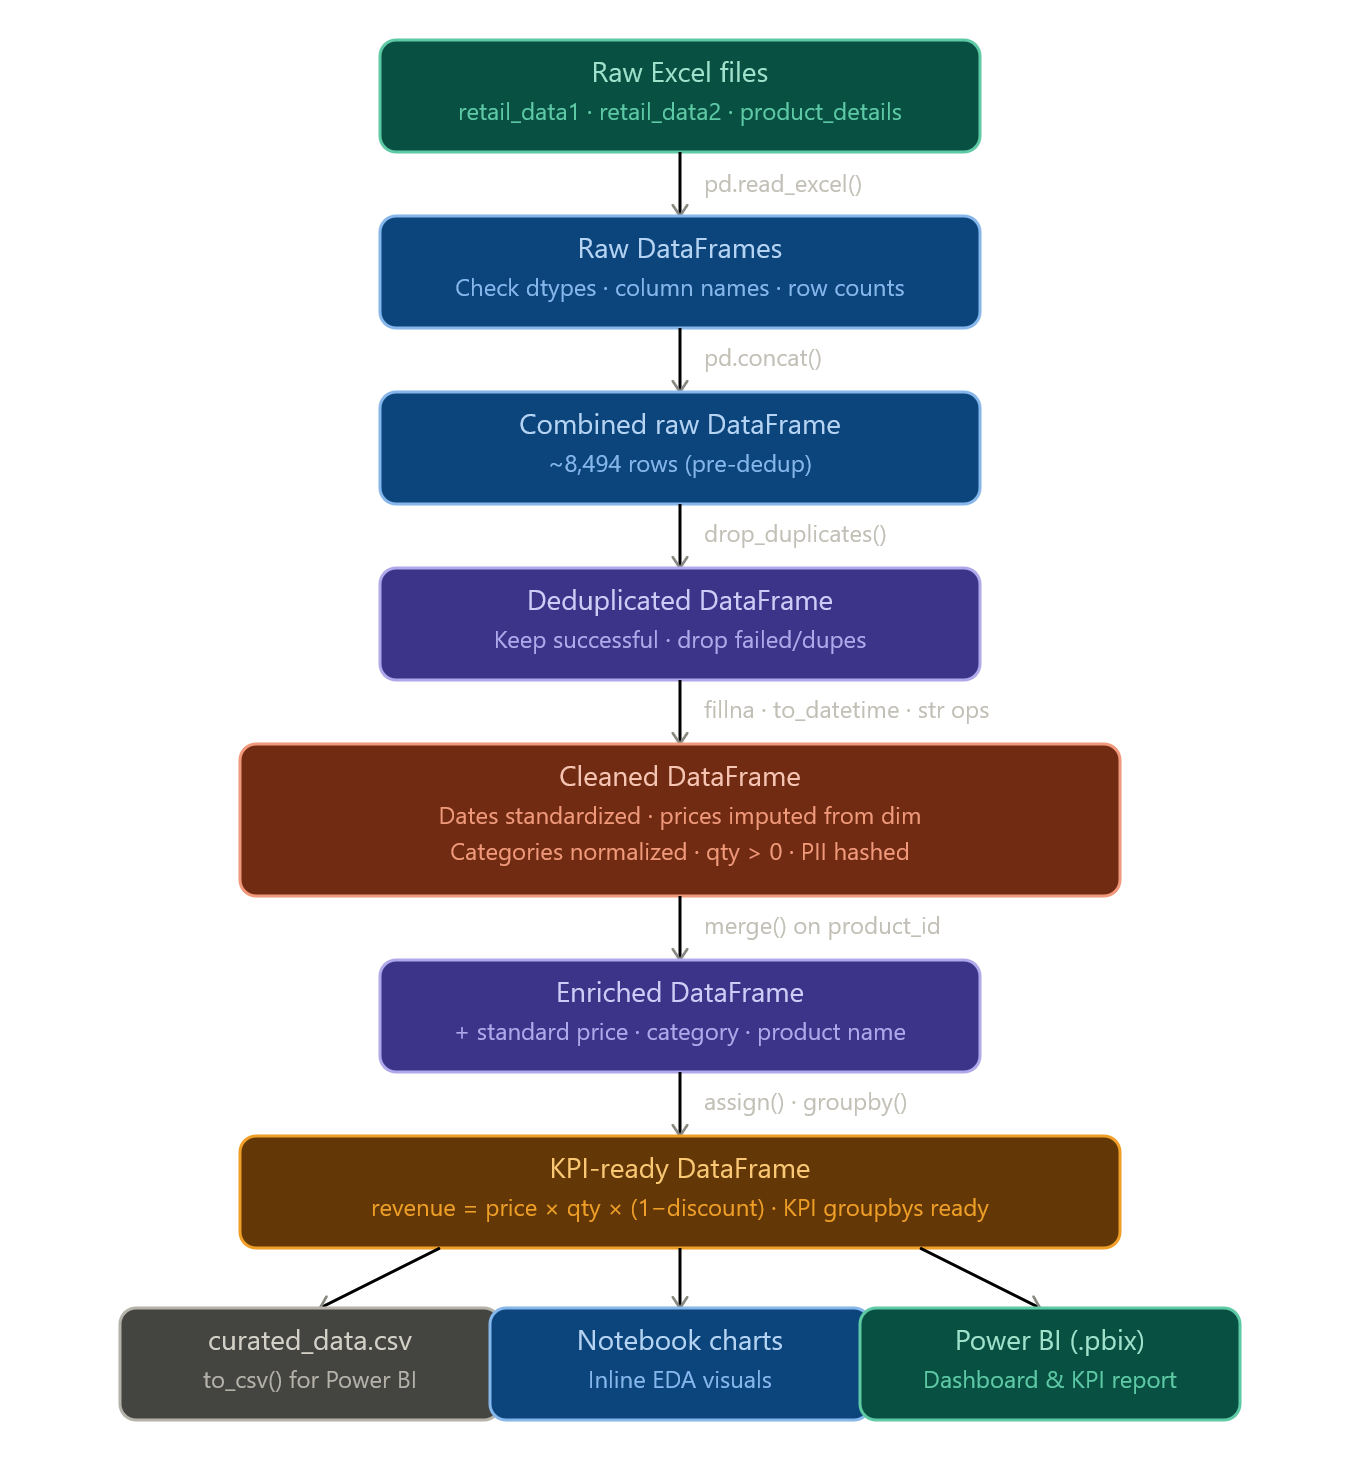 Raw Excel files
retail_data1 · retail_data2 · product_details
pd.read_excel()
Raw DataFrames
Check dtypes · column names · row counts
pd.concat()
Combined raw DataFrame
~8,494 rows (pre-dedup)
drop_duplicates()
Deduplicated DataFrame
Keep successful · drop failed/dupes
fillna · to_datetime · str ops
Cleaned DataFrame
Dates standardized · prices imputed from dim
Categories normalized · qty > 0 · PII hashed
merge() on product_id
Enriched DataFrame
+ standard price · category · product name
assign() · groupby()
KPI-ready DataFrame
revenue = price × qty × (1−discount) · KPI groupbys ready
curated_data.csv
to_csv() for Power BI
Notebook charts
Inline EDA visuals
Power BI (.pbix)
Dashboard & KPI report